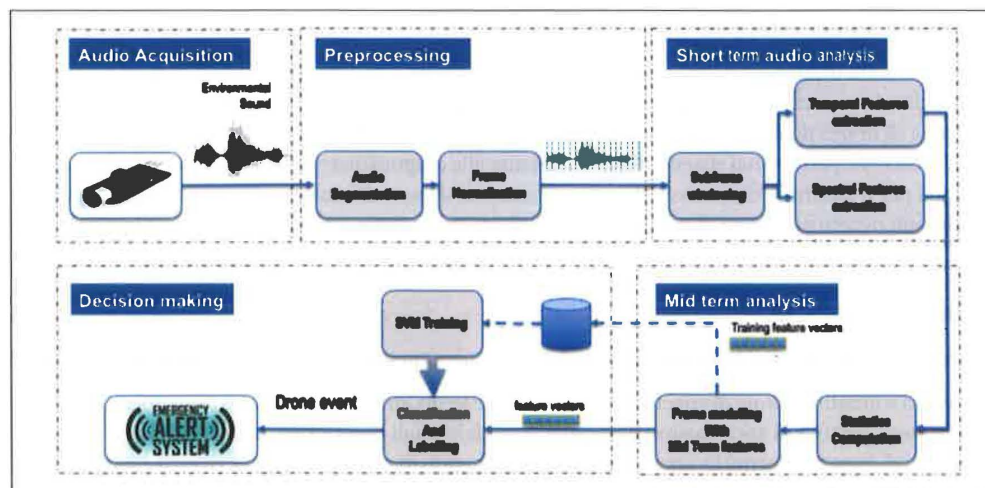 Audio Acquisition
Preprocessing
Short term audio analysis
Environmental
Sound
Temporal Features
extraction
Audio
Segmentation
Frame
Normalization
Subframe
windowing
Spectral Features
extraction
Decision making
Mid term analysis
SVM Training
Training feature vectors
Drone event
feature vectors
EMERGENCY
ALERT
SYSTEM
Classification
And
Labelling
Frame modelling
With
Mid Term features
Statistics
Computation